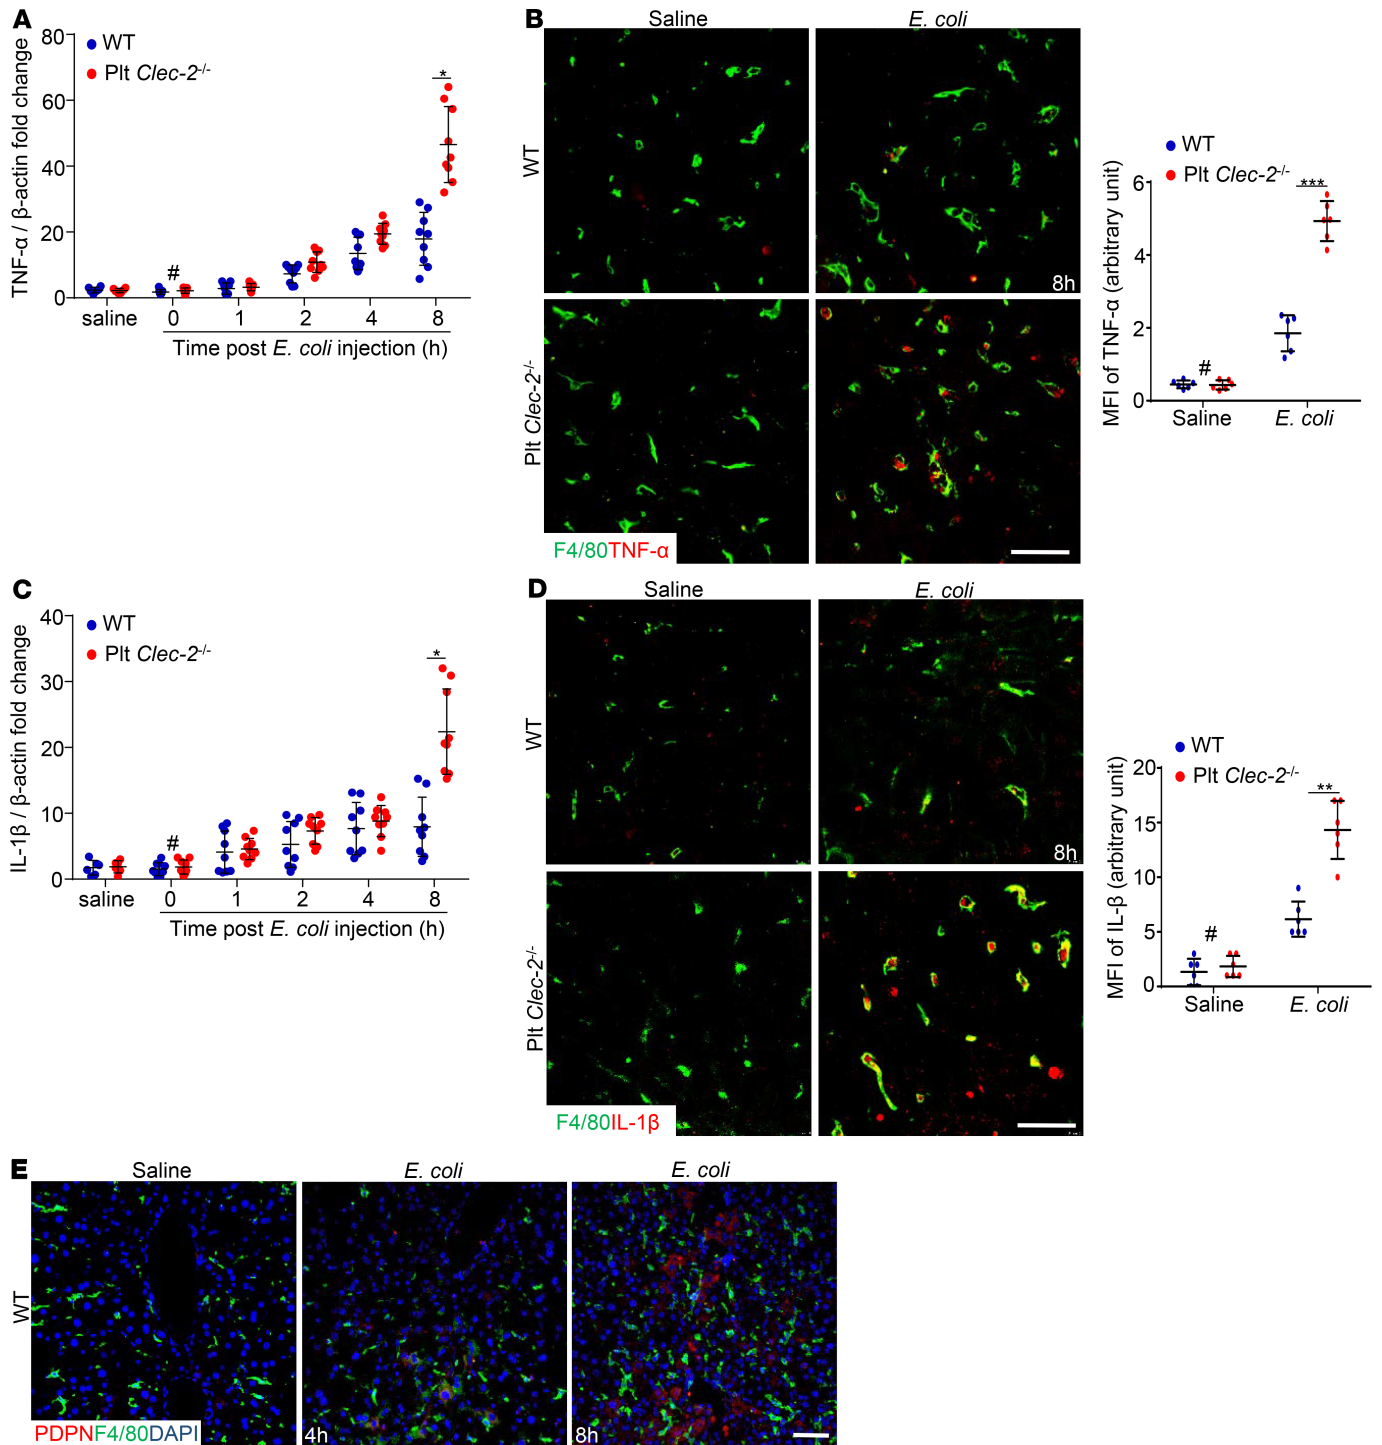 A
TNF-α / β-actin fold change
80
60
40
20
0
WT
Plt Clec-2-/-
#
*
saline 0 1 2 4 8
Time post E. coli injection (h)
B
Saline E. coli
WT
Plt Clec-2-/-
8h
F4/80TNF-α
WT
Plt Clec-2-/-
MFI of TNF-α (arbitrary unit)
6
4
2
0
#
***
Saline E. coli
C
IL-1β / β-actin fold change
40
30
20
10
0
WT
Plt Clec-2-/-
#
*
saline 0 1 2 4 8
Time post E. coli injection (h)
D
Saline E. coli
WT
Plt Clec-2-/-
8h
F4/80IL-1β
WT
Plt Clec-2-/-
MFI of IL-β (arbitrary unit)
20
15
10
5
0
#
**
Saline E. coli
E
Saline E. coli E. coli
WT
PDPNF4/80DAPI
4h
8h